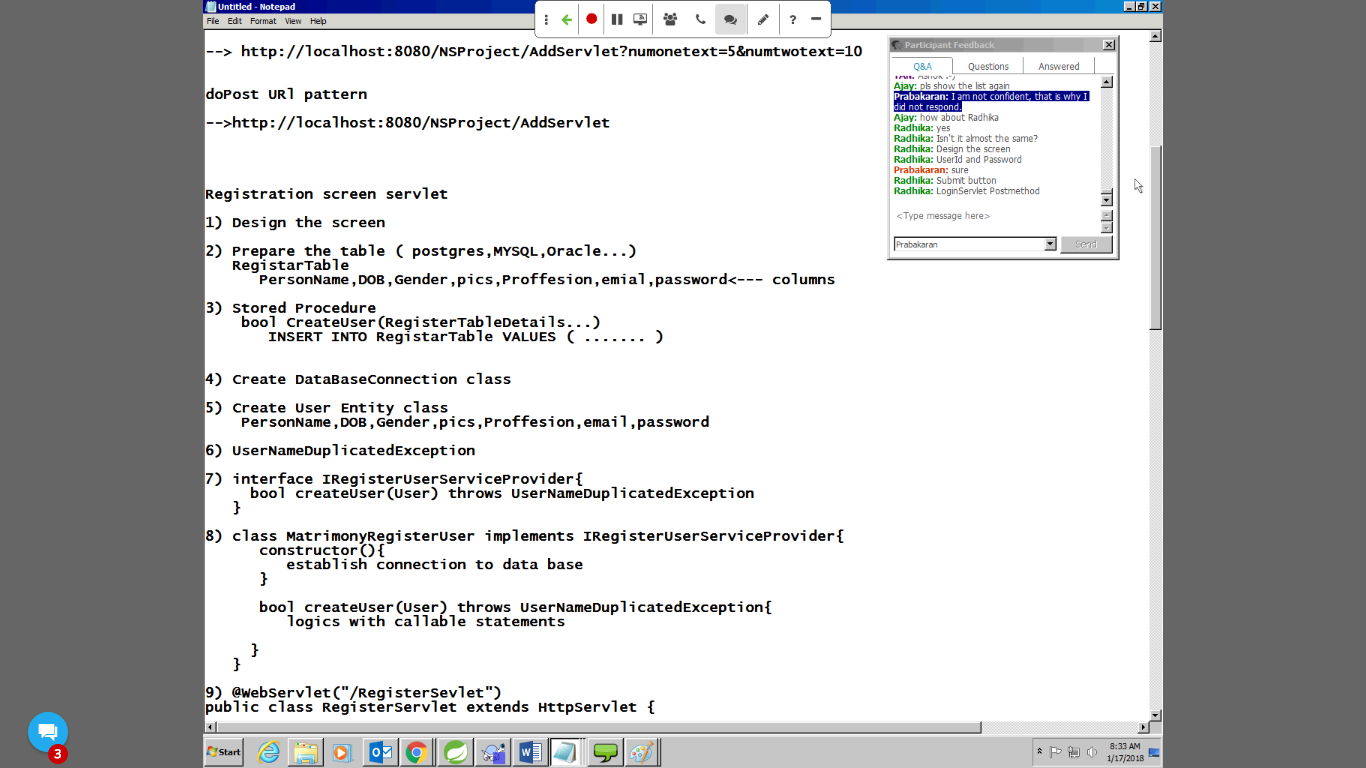 Untitled - Notepad
File Edit Format View Help
--> http://localhost:8080/NSProject/AddServlet?numonetext=5&numtwotext=10
doPost URl pattern
-->http://localhost:8080/NSProject/AddServlet
Registration screen servlet
1) Design the screen
2) Prepare the table ( postgres,MYSQL,Oracle...)
RegistarTable
PersonName,DOB,Gender,pics,Proffesion,emial,password<--- columns
3) Stored Procedure
bool CreateUser(RegisterTableDetails...)
INSERT INTO RegistarTable VALUES ( ....... )
4) Create DataBaseConnection class
5) Create User Entity class
PersonName,DOB,Gender,pics,Proffesion,email,password
6) UserNameDuplicatedException
7) interface IRegisterUserServiceProvider{
bool createUser(User) throws UserNameDuplicatedException
}
8) class MatrimonyRegisterUser implements IRegisterUserServiceProvider{
constructor(){
establish connection to data base
}
bool createUser(User) throws UserNameDuplicatedException{
logics with callable statements
}
}
9) @WebServlet("/RegisterSevlet")
public class RegisterServlet extends HttpServlet {
Participant Feedback
Q&A Questions Answered
Ajay: pls show the list again
Prabakaran: I am not confident, that is why I
did not respond.
Ajay: how about Radhika
Radhika: yes
Radhika: Isn't it almost the same?
Radhika: Design the screen
Radhika: UserId and Password
Prabakaran: sure
Radhika: Submit button
Radhika: LoginServlet Postmethod
<Type message here>
Prabakaran Send
3
Start
8:33 AM
1/17/2018